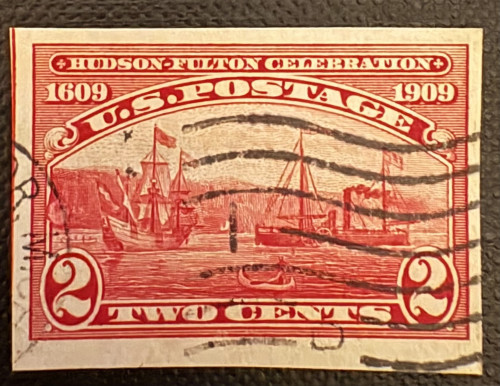 HUDSON-FULTON CELEBRATION
1609 1909
U.S. POSTAGE
2 TWO CENTS 2